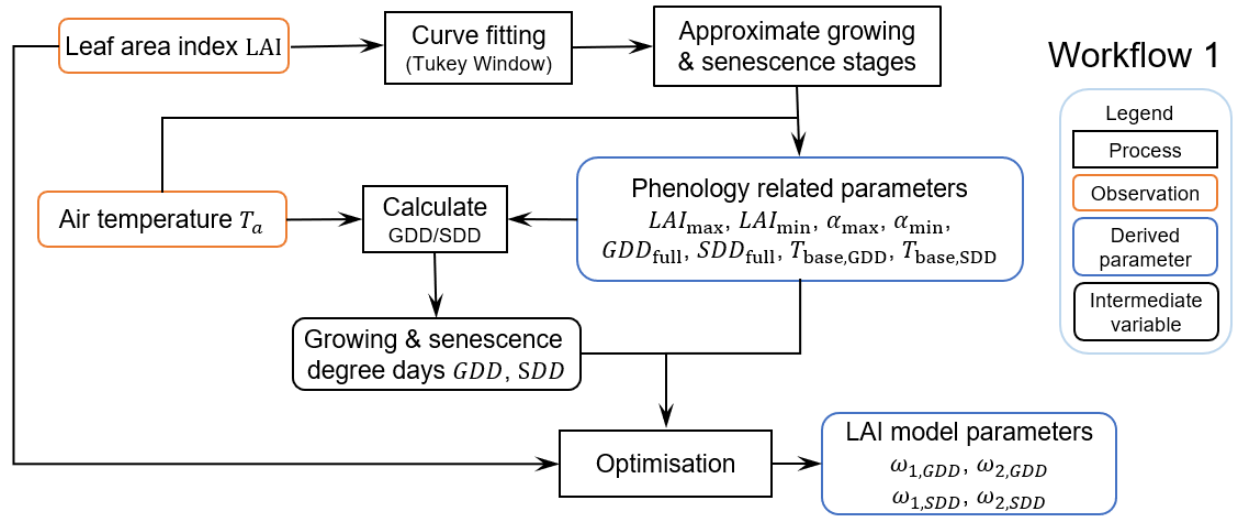 Leaf area index LAI
Curve fitting
(Tukey Window)
Approximate growing
& senescence stages
Workflow 1
Legend
Process
Observation
Derived
parameter
Intermediate
variable
Air temperature T_a
Calculate
GDD/SDD
Phenology related parameters
LAI_max, LAI_min, α_max, α_min,
GDD_full, SDD_full, T_base,GDD, T_base,SDD
Growing & senescence
degree days GDD, SDD
Optimisation
LAI model parameters
ω_1,GDD, ω_2,GDD
ω_1,SDD, ω_2,SDD